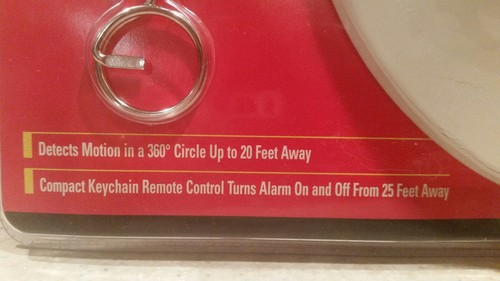 Detects Motion in a 360° Circle Up to 20 Feet Away
Compact Keychain Remote Control Turns Alarm On and Off From 25 Feet Away